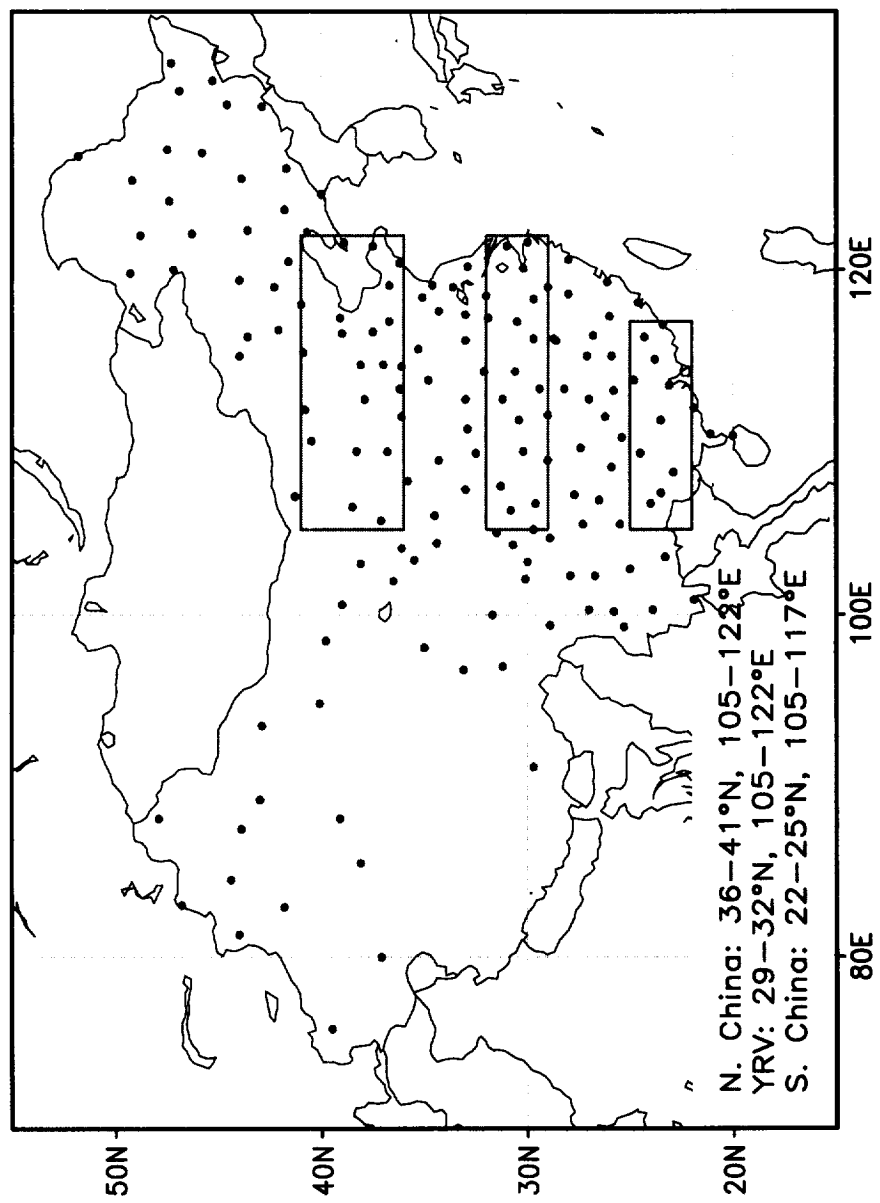 50N
40N
30N
20N
80E
100E
120E
N. China: 36–41°N, 105–122°E
YRV: 29–32°N, 105–122°E
S. China: 22–25°N, 105–117°E